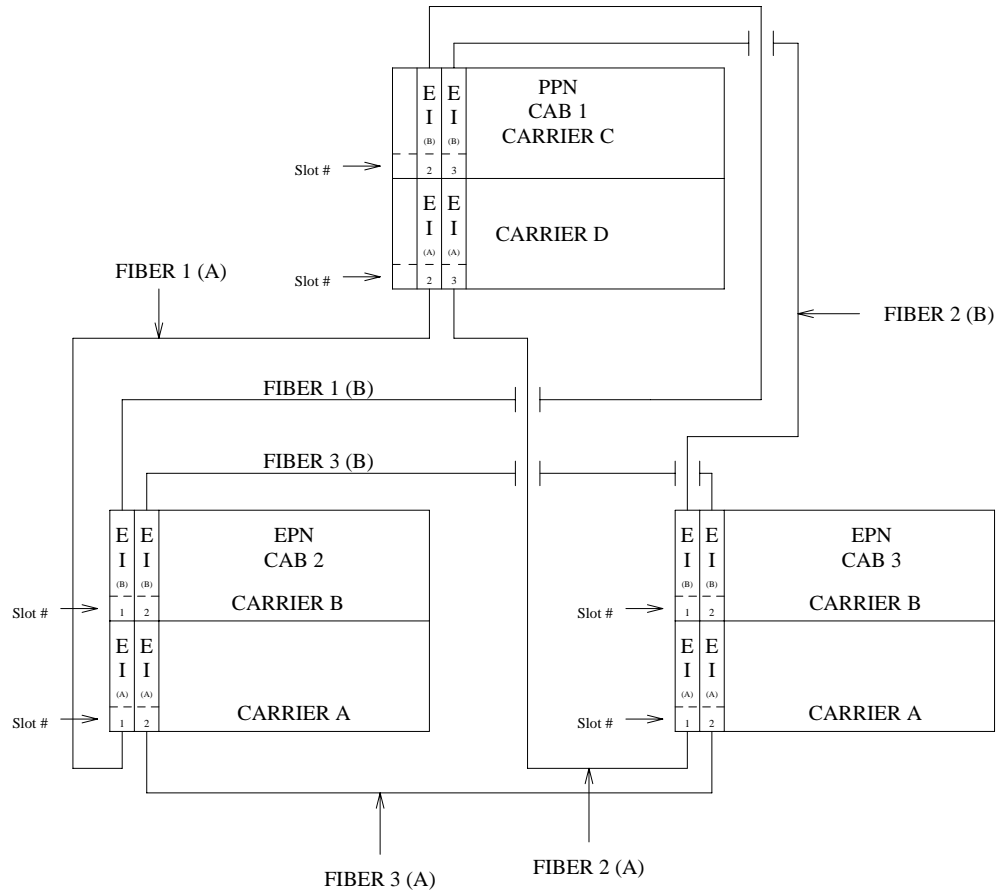 PPN
CAB 1
CARRIER C
E E
I I
(B) (B)
Slot # 2 3
E E
I I
(A) (A)
CARRIER D
Slot # 2 3
FIBER 1 (A)
FIBER 2 (B)
FIBER 1 (B)
FIBER 3 (B)
E E
I I
(B) (B)
EPN
CAB 2
Slot # 1 2 CARRIER B
E E
I I
(A) (A)
Slot # 1 2 CARRIER A
E E
I I
(B) (B)
EPN
CAB 3
Slot # 1 2 CARRIER B
E E
I I
(A) (A)
Slot # 1 2 CARRIER A
FIBER 3 (A)
FIBER 2 (A)